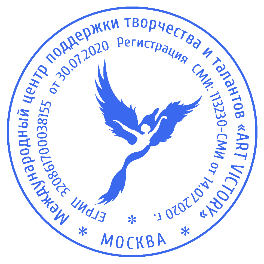 Международный центр поддержки творчества и талантов «ART VICTORY»
ЕГРИП 320861700038155 от 30.07.2020 Регистрация СМИ: 113230-СМИ от 14.07.2020 г.
* МОСКВА *